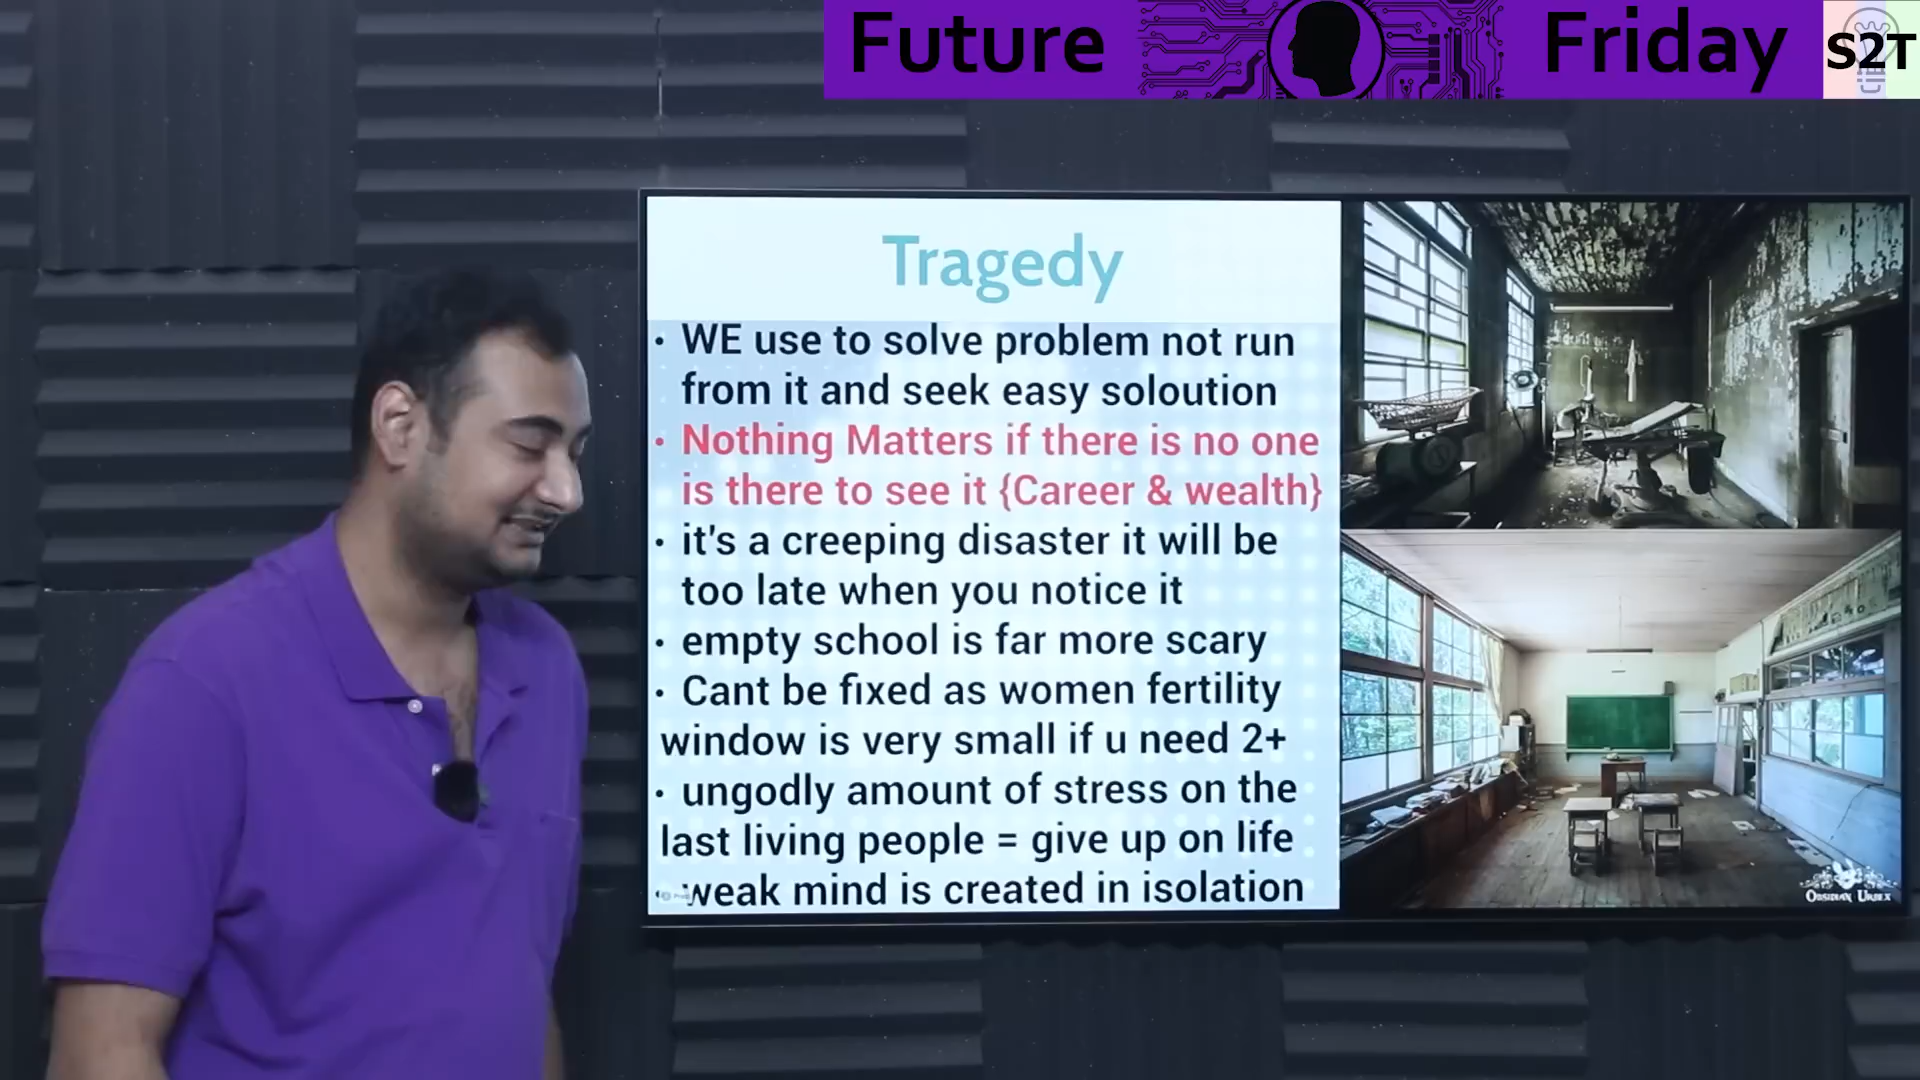 Future Friday S2T
Tragedy
• WE use to solve problem not run
from it and seek easy soloution
• Nothing Matters if there is no one
is there to see it {Career & wealth}
• it's a creeping disaster it will be
too late when you notice it
• empty school is far more scary
• Cant be fixed as women fertility
window is very small if u need 2+
• ungodly amount of stress on the
last living people = give up on life
• weak mind is created in isolation
OBSIDIAN URBEX